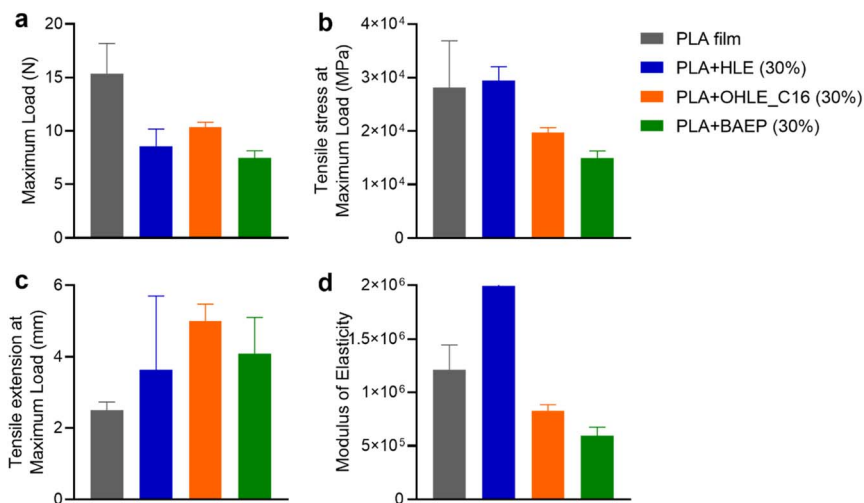 a
Maximum Load (N)
20
15
10
5
0
b
Tensile stress at
Maximum Load (MPa)
4×10⁴
3×10⁴
2×10⁴
1×10⁴
0
PLA film
PLA+HLE (30%)
PLA+OHLE_C16 (30%)
PLA+BAEP (30%)
c
Tensile extension at
Maximum Load (mm)
6
4
2
0
d
Modulus of Elasticity
2×10⁶
1.5×10⁶
1×10⁶
5×10⁵
0